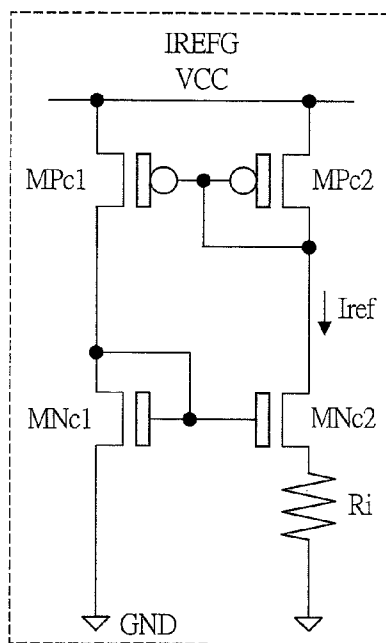 IREFG
VCC
MPc1 MPc2
Iref
MNc1 MNc2
Ri
GND